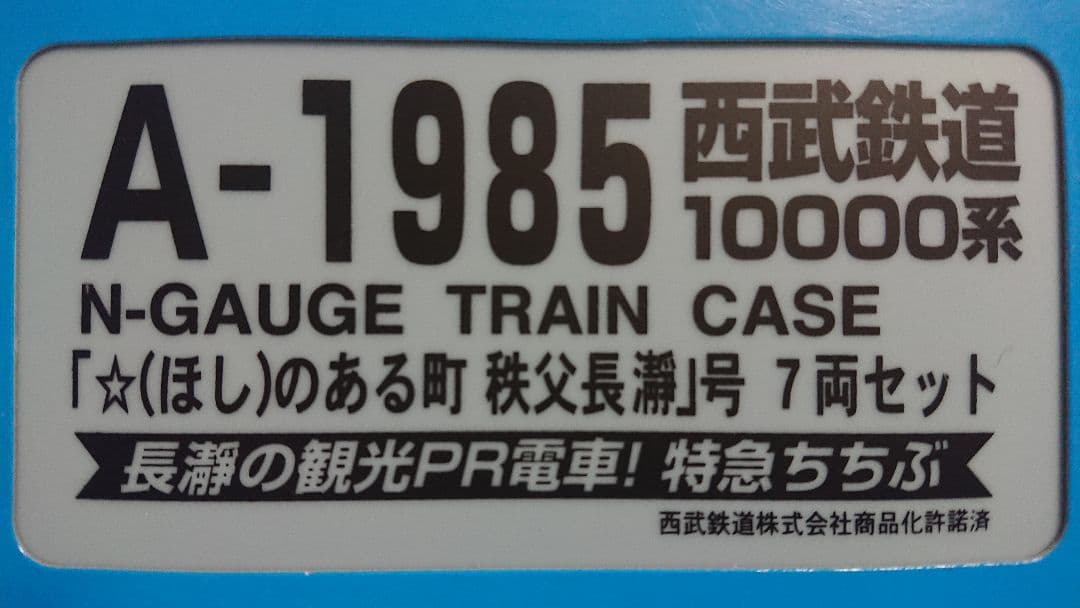 A-1985 西武鉄道
10000系
N-GAUGE TRAIN CASE
「☆(ほし)のある町 秩父長瀞」号 7両セット
長瀞の観光PR電車! 特急ちちぶ
西武鉄道株式会社商品化許諾済